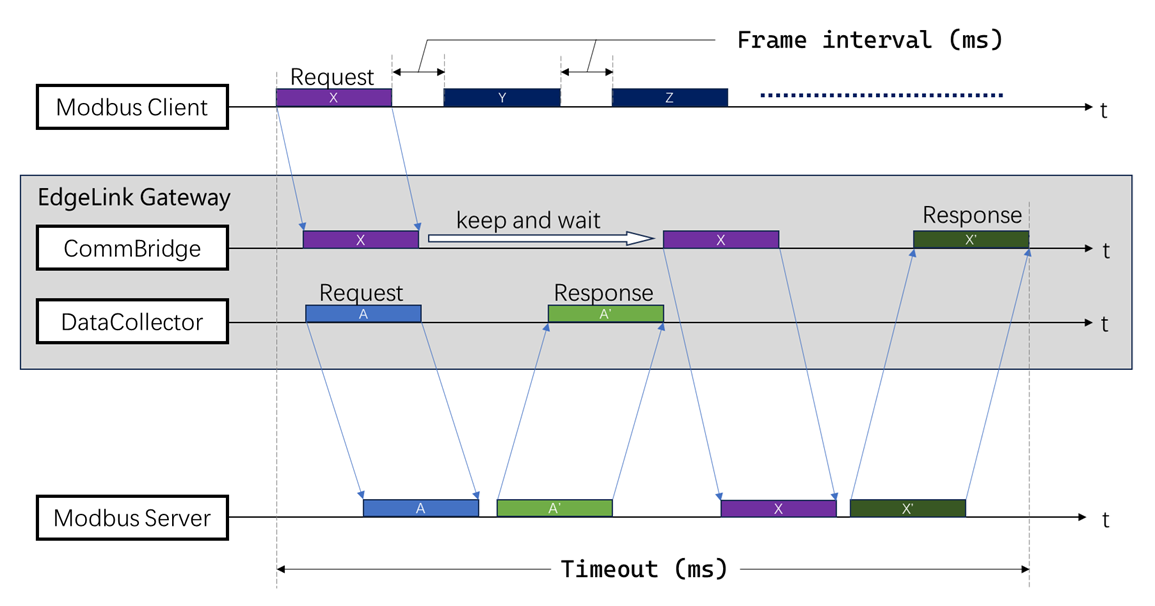 Frame interval (ms)
Request
Modbus Client
X
Y
Z
t
EdgeLink Gateway
keep and wait
Response
CommBridge
X
X
X'
t
Request
Response
DataCollector
A
A'
t
Modbus Server
A
A'
X
X'
t
Timeout (ms)